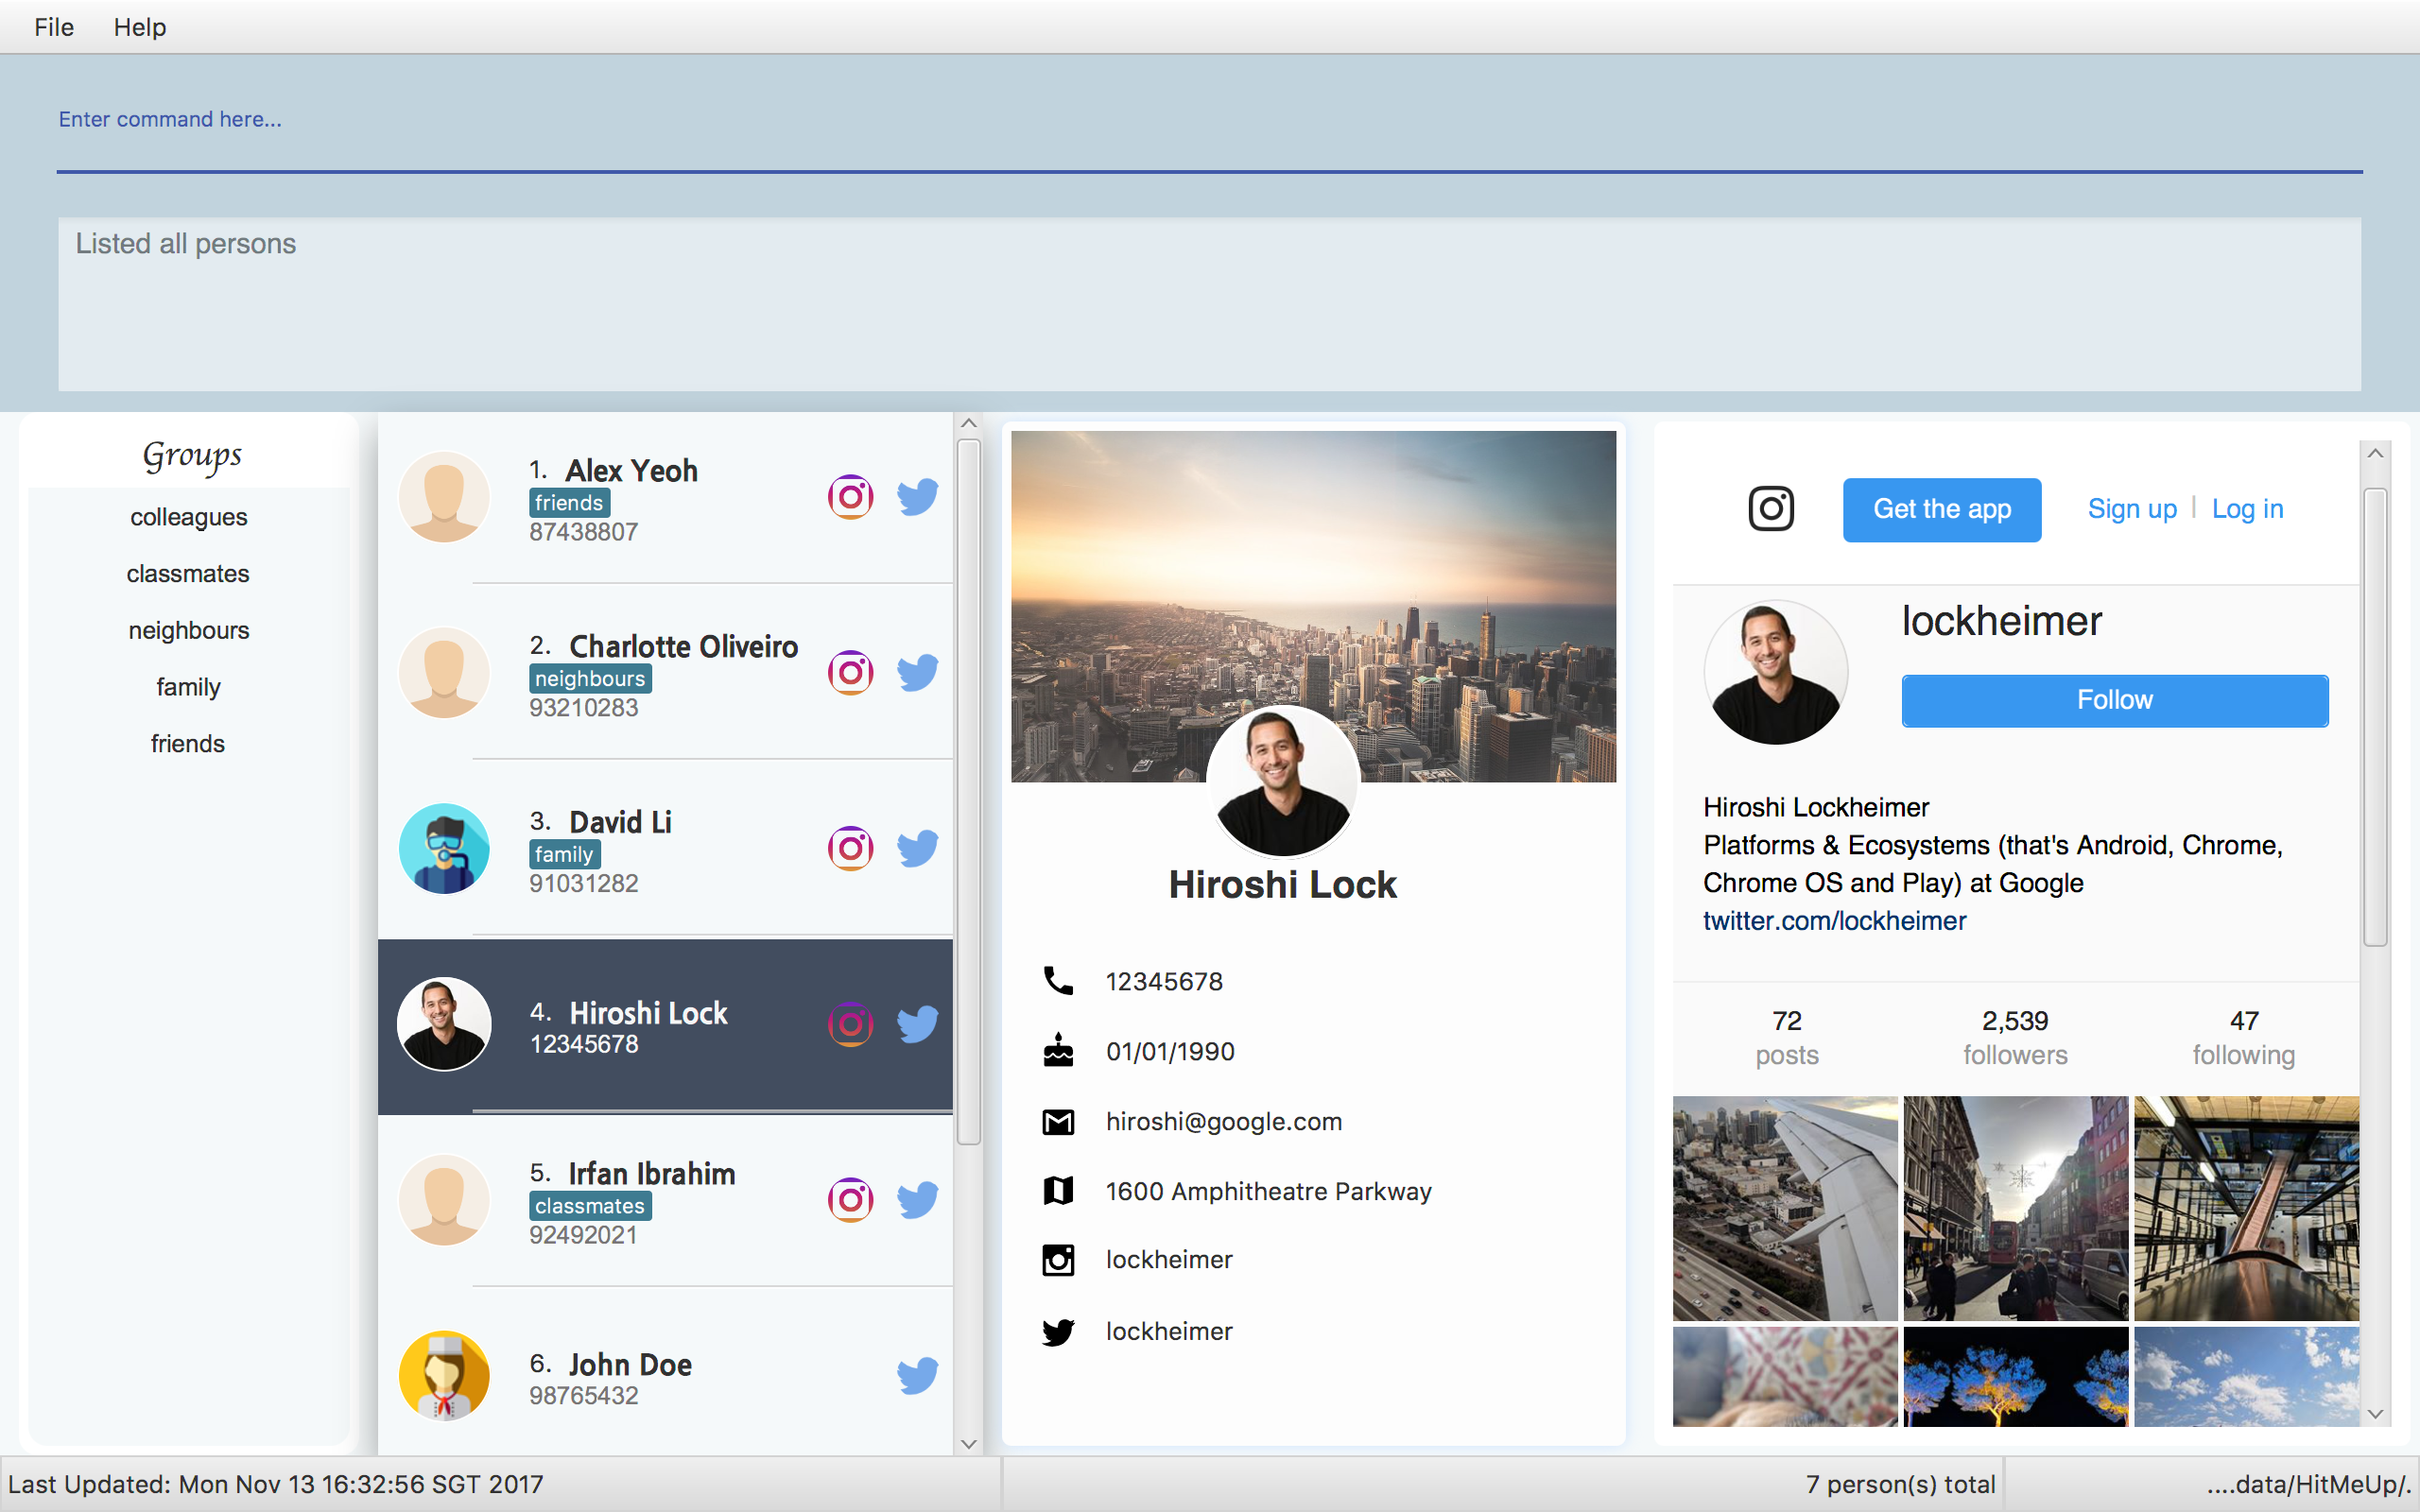 File Help
Enter command here...
Listed all persons
Groups
colleagues
classmates
neighbours
family
friends
1. Alex Yeoh
friends
87438807
2. Charlotte Oliveiro
neighbours
93210283
3. David Li
family
91031282
4. Hiroshi Lock
12345678
5. Irfan Ibrahim
classmates
92492021
6. John Doe
98765432
Hiroshi Lock
12345678
01/01/1990
hiroshi@google.com
1600 Amphitheatre Parkway
lockheimer
lockheimer
Get the app Sign up | Log in
lockheimer
Follow
Hiroshi Lockheimer
Platforms & Ecosystems (that's Android, Chrome,
Chrome OS and Play) at Google
twitter.com/lockheimer
72 2,539 47
posts followers following
Last Updated: Mon Nov 13 16:32:56 SGT 2017 7 person(s) total ....data/HitMeUp/.